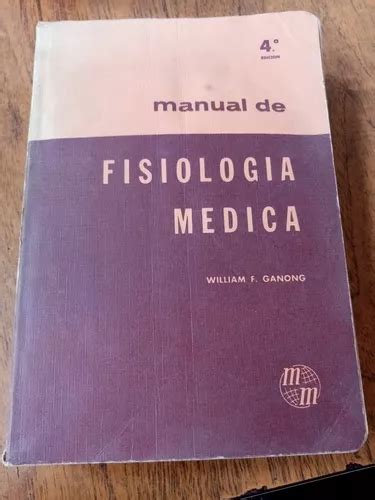 4.º
EDICION
manual de
FISIOLOGIA
MEDICA
WILLIAM F. GANONG
m
m